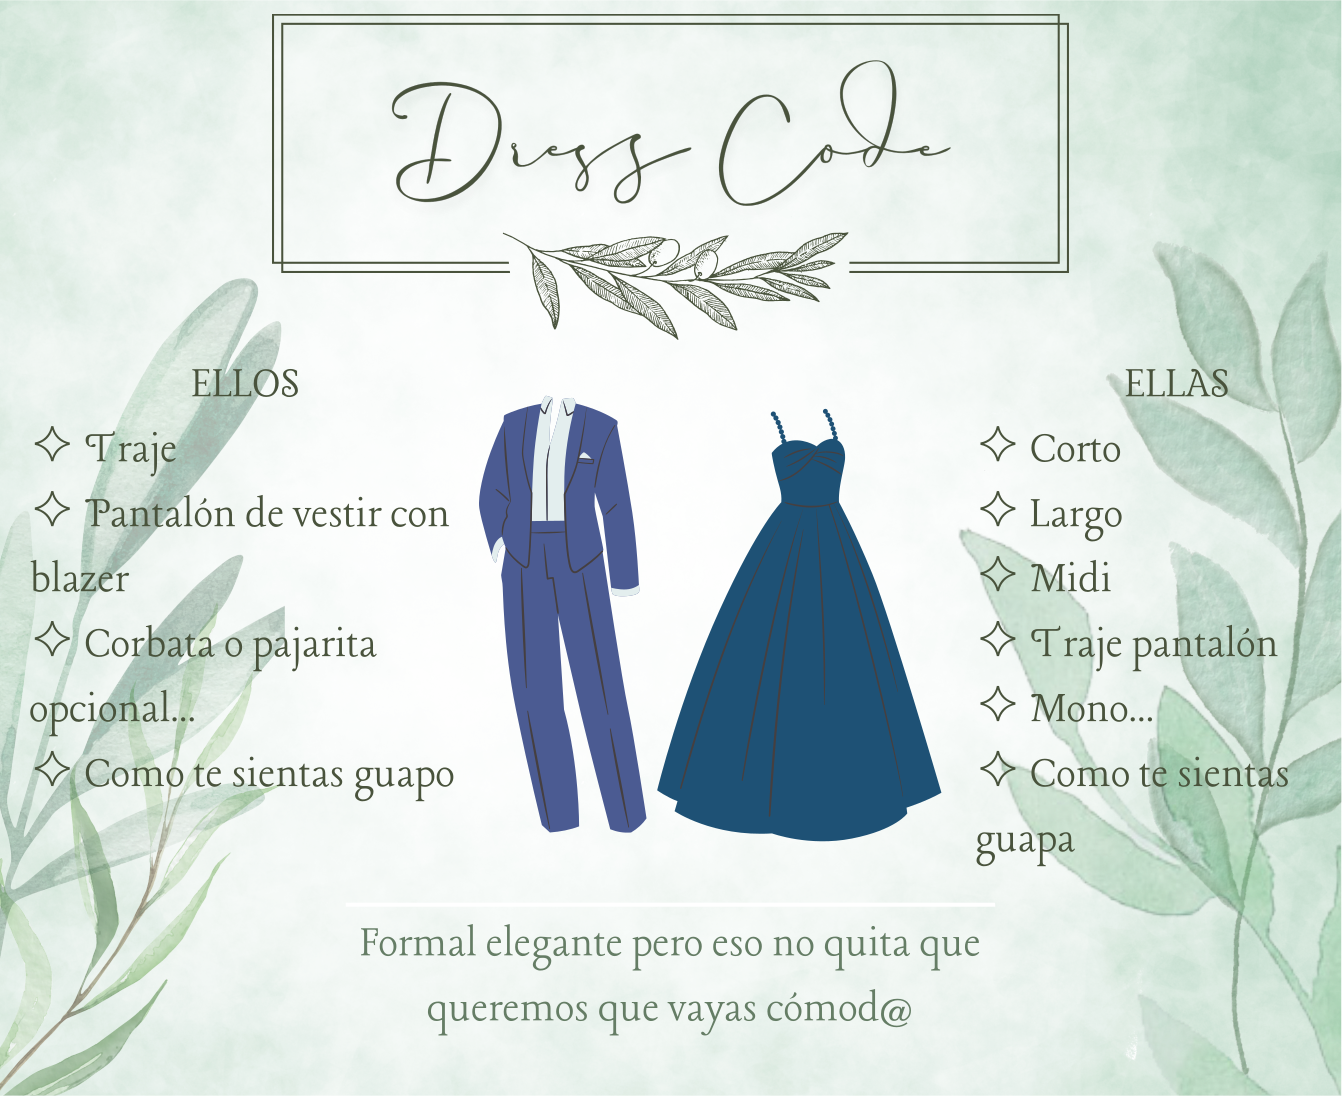 Dress Code
ELLOS
Traje
Pantalón de vestir con
blazer
Corbata o pajarita
opcional...
Como te sientas guapo
ELLAS
Corto
Largo
Midi
Traje pantalón
Mono...
Como te sientas
guapa
Formal elegante pero eso no quita que
queremos que vayas cómod@